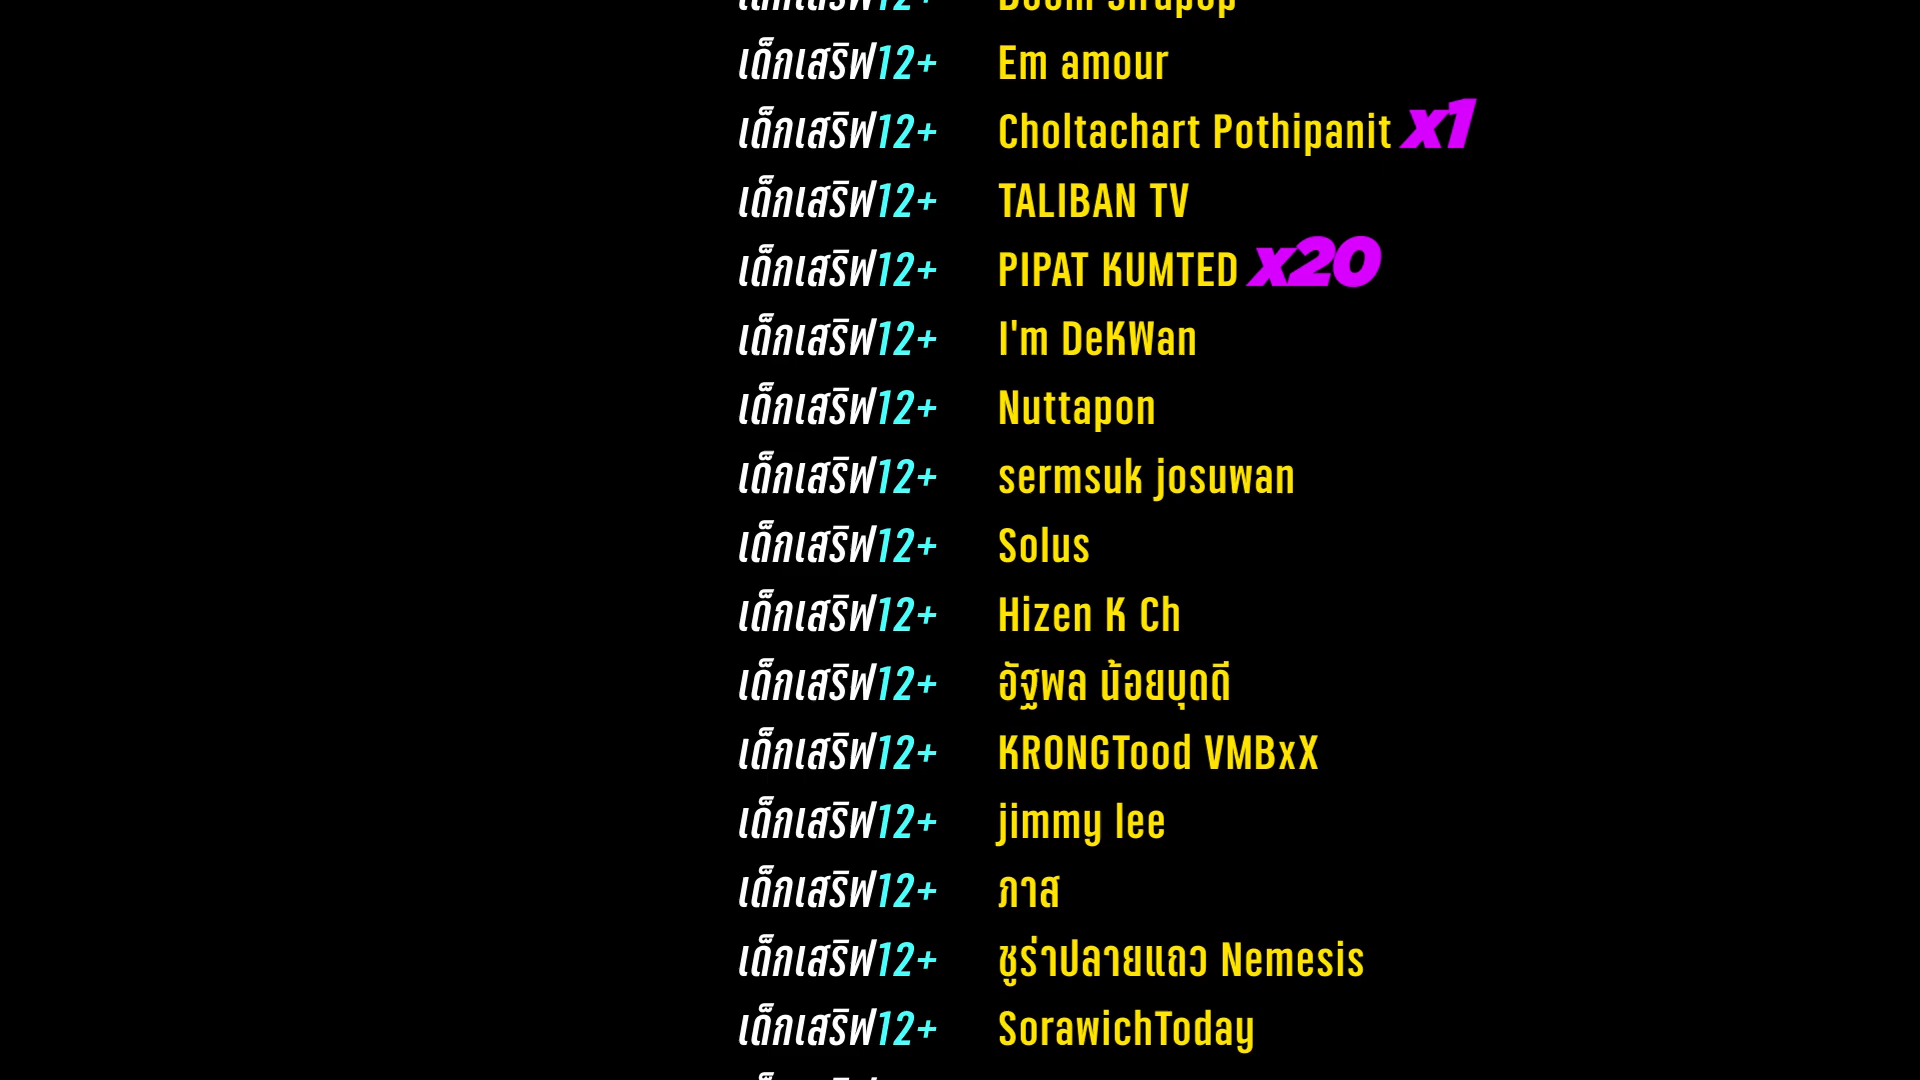 เด็กเสริฟ12+ Em amour
เด็กเสริฟ12+ Choltachart Pothipanit x1
เด็กเสริฟ12+ TALIBAN TV
เด็กเสริฟ12+ PIPAT KUMTED x20
เด็กเสริฟ12+ I'm DeKWan
เด็กเสริฟ12+ Nuttapon
เด็กเสริฟ12+ sermsuk josuwan
เด็กเสริฟ12+ Solus
เด็กเสริฟ12+ Hizen K Ch
เด็กเสริฟ12+ อัฐพล น้อยบุดดี
เด็กเสริฟ12+ KRONGTood VMBxX
เด็กเสริฟ12+ jimmy lee
เด็กเสริฟ12+ ภาส
เด็กเสริฟ12+ ชูร่าปลายแถว Nemesis
เด็กเสริฟ12+ SorawichToday